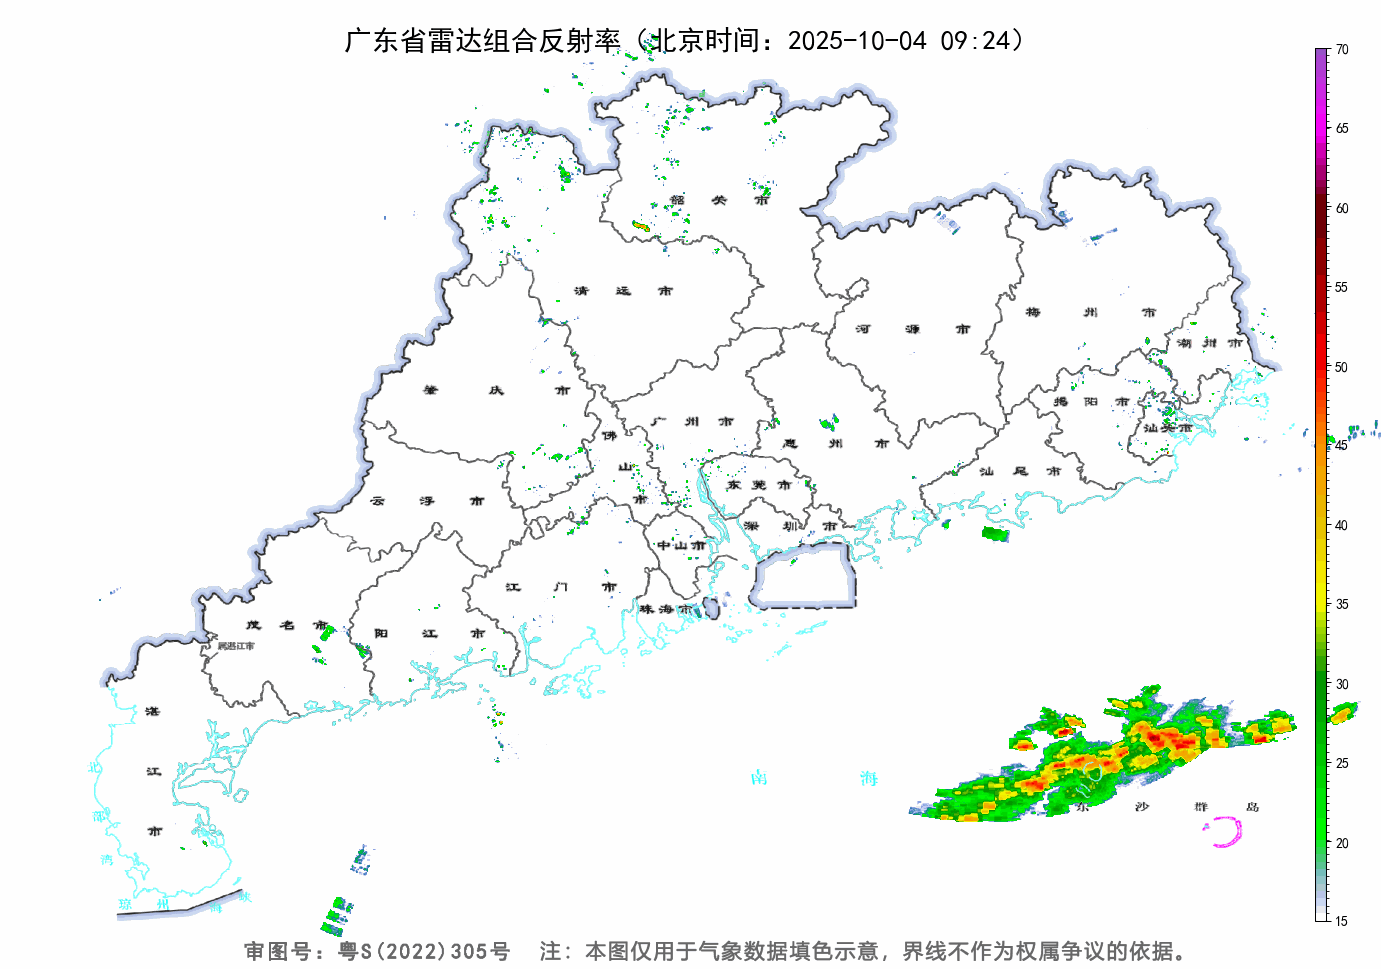 广东省雷达组合反射率（北京时间：2025-10-04 09:24）
70
65
60
55
50
45
40
35
30
25
20
15
韶关市
清远市
河源市
梅州市
潮州市
肇庆市
广州市
惠州市
揭阳市
汕头市
佛山市
云浮市
东莞市
汕尾市
深圳市
中山市
江门市
珠海市
茂名市
阳江市
属湛江市
湛江市
南海
东沙群岛
北部湾
琼州海峡
审图号：粤S(2022)305号 注：本图仅用于气象数据填色示意，界线不作为权属争议的依据。